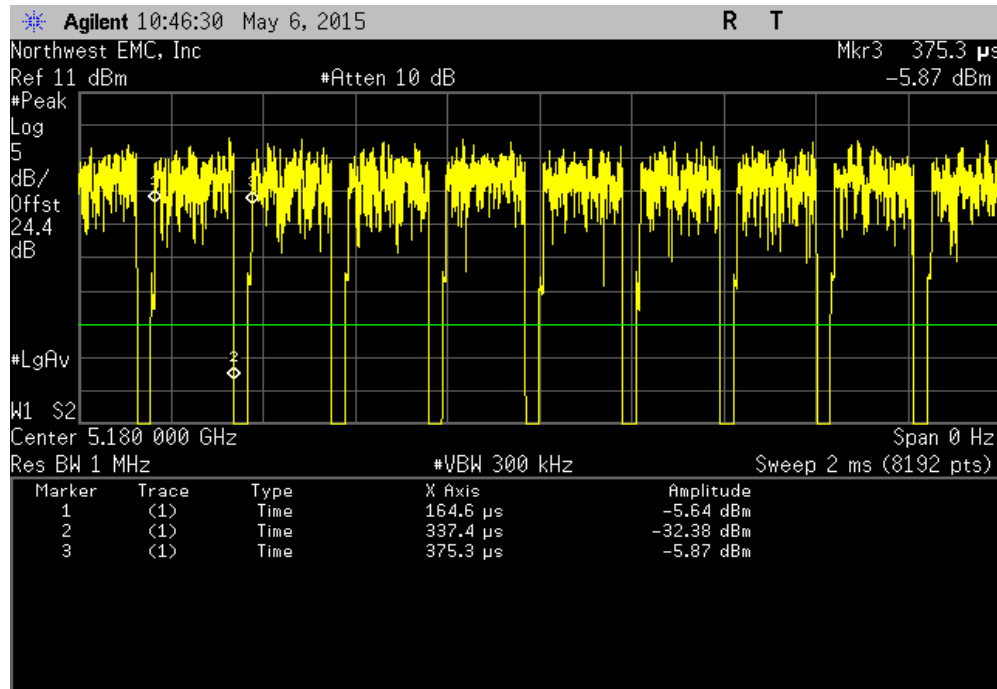 Agilent 10:46:30 May 6, 2015 R T
Northwest EMC, Inc Mkr3 375.3 µs
Ref 11 dBm #Atten 10 dB -5.87 dBm
#Peak
Log
5
dB/
Offst
24.4
dB
1 3
2
#LgAv
W1 S2
Center 5.180 000 GHz Span 0 Hz
Res BW 1 MHz #VBW 300 kHz Sweep 2 ms (8192 pts)
Marker Trace Type X Axis Amplitude
1 (1) Time 164.6 µs -5.64 dBm
2 (1) Time 337.4 µs -32.38 dBm
3 (1) Time 375.3 µs -5.87 dBm